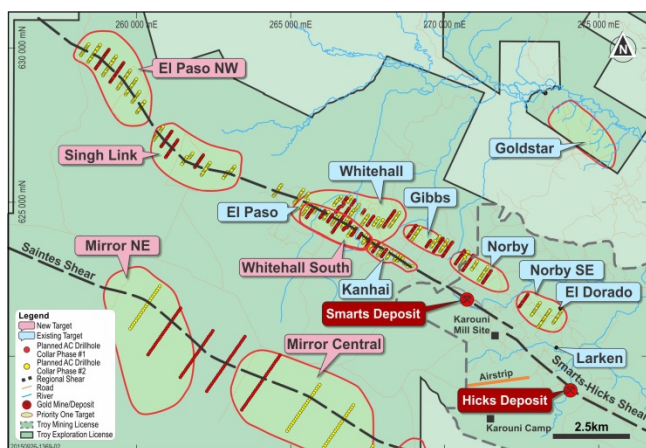 260 000 mE
265 000 mE
270 000 mE
275 000 mE
630 000 mN
625 000 mN
N
El Paso NW
Singh Link
Goldstar
Whitehall
El Paso
Gibbs
Norby
Whitehall South
Kanhai
Mirror NE
Saintes Shear
Norby SE
El Dorado
Smarts Deposit
Karouni
Mill Site
Larken
Mirror Central
Airstrip
Smarts-Hicks Shear
Hicks Deposit
Karouni Camp
2.5km
Legend
New Target
Existing Target
Planned AC Drillhole
Collar Phase #1
Planned AC Drillhole
Collar Phase #2
Regional Shear
Road
River
Gold Mine/Deposit
Priority One Target
Troy Mining License
Troy Exploration License